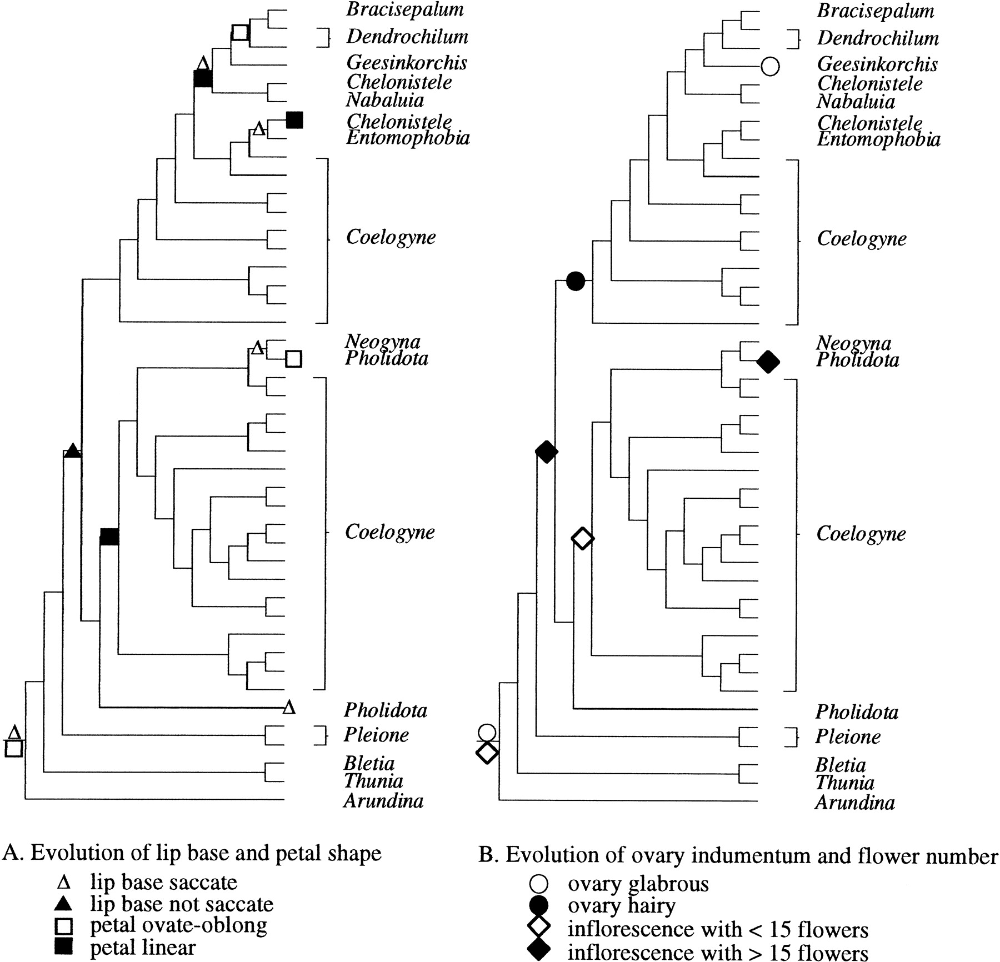 Bracisepalum
Dendrochilum
Geesinkorchis
Chelonistele
Nabaluia
Chelonistele
Entomophobia
Coelogyne
Neogyna
Pholidota
Coelogyne
Pholidota
Pleione
Bletia
Thunia
Arundina
A. Evolution of lip base and petal shape
lip base saccate
lip base not saccate
petal ovate-oblong
petal linear
Bracisepalum
Dendrochilum
Geesinkorchis
Chelonistele
Nabaluia
Chelonistele
Entomophobia
Coelogyne
Neogyna
Pholidota
Coelogyne
Pholidota
Pleione
Bletia
Thunia
Arundina
B. Evolution of ovary indumentum and flower number
ovary glabrous
ovary hairy
inflorescence with < 15 flowers
inflorescence with > 15 flowers